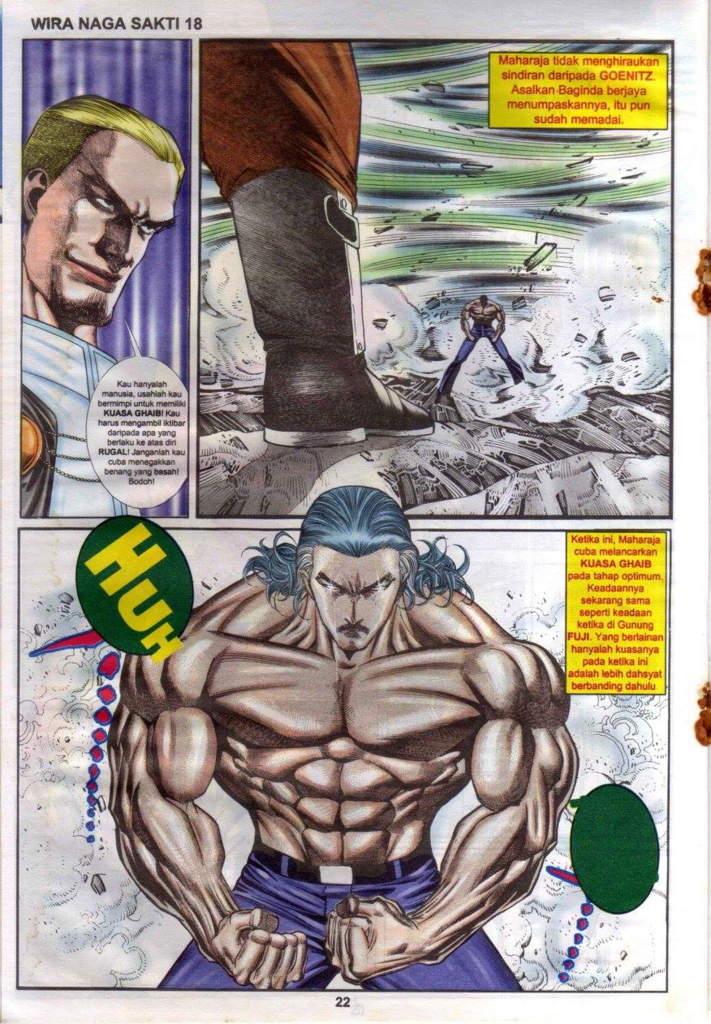 WIRA NAGA SAKTI 18
Maharaja tidak menghiraukan
sindiran daripada GOENITZ.
Asalkan Baginda berjaya
menumpaskannya, itu pun
sudah memadai.
Kau hanyalah
manusia, usahlah kau
bermimpi untuk memiliki
KUASA GHAIB! Kau
harus mengambil iktibar
daripada apa yang
berlaku ke atas diri
RUGAL! Janganlah kau
cuba menegakkan
benang yang basah!
Bodoh!
HUH
Ketika ini, Maharaja
cuba melancarkan
KUASA GHAIB
pada tahap optimum.
Keadaannya
sekarang sama
seperti keadaan
ketika di Gunung
FUJI. Yang berlainan
hanyalah kuasanya
pada ketika ini
adalah lebih dahsyat
berbanding dahulu
22